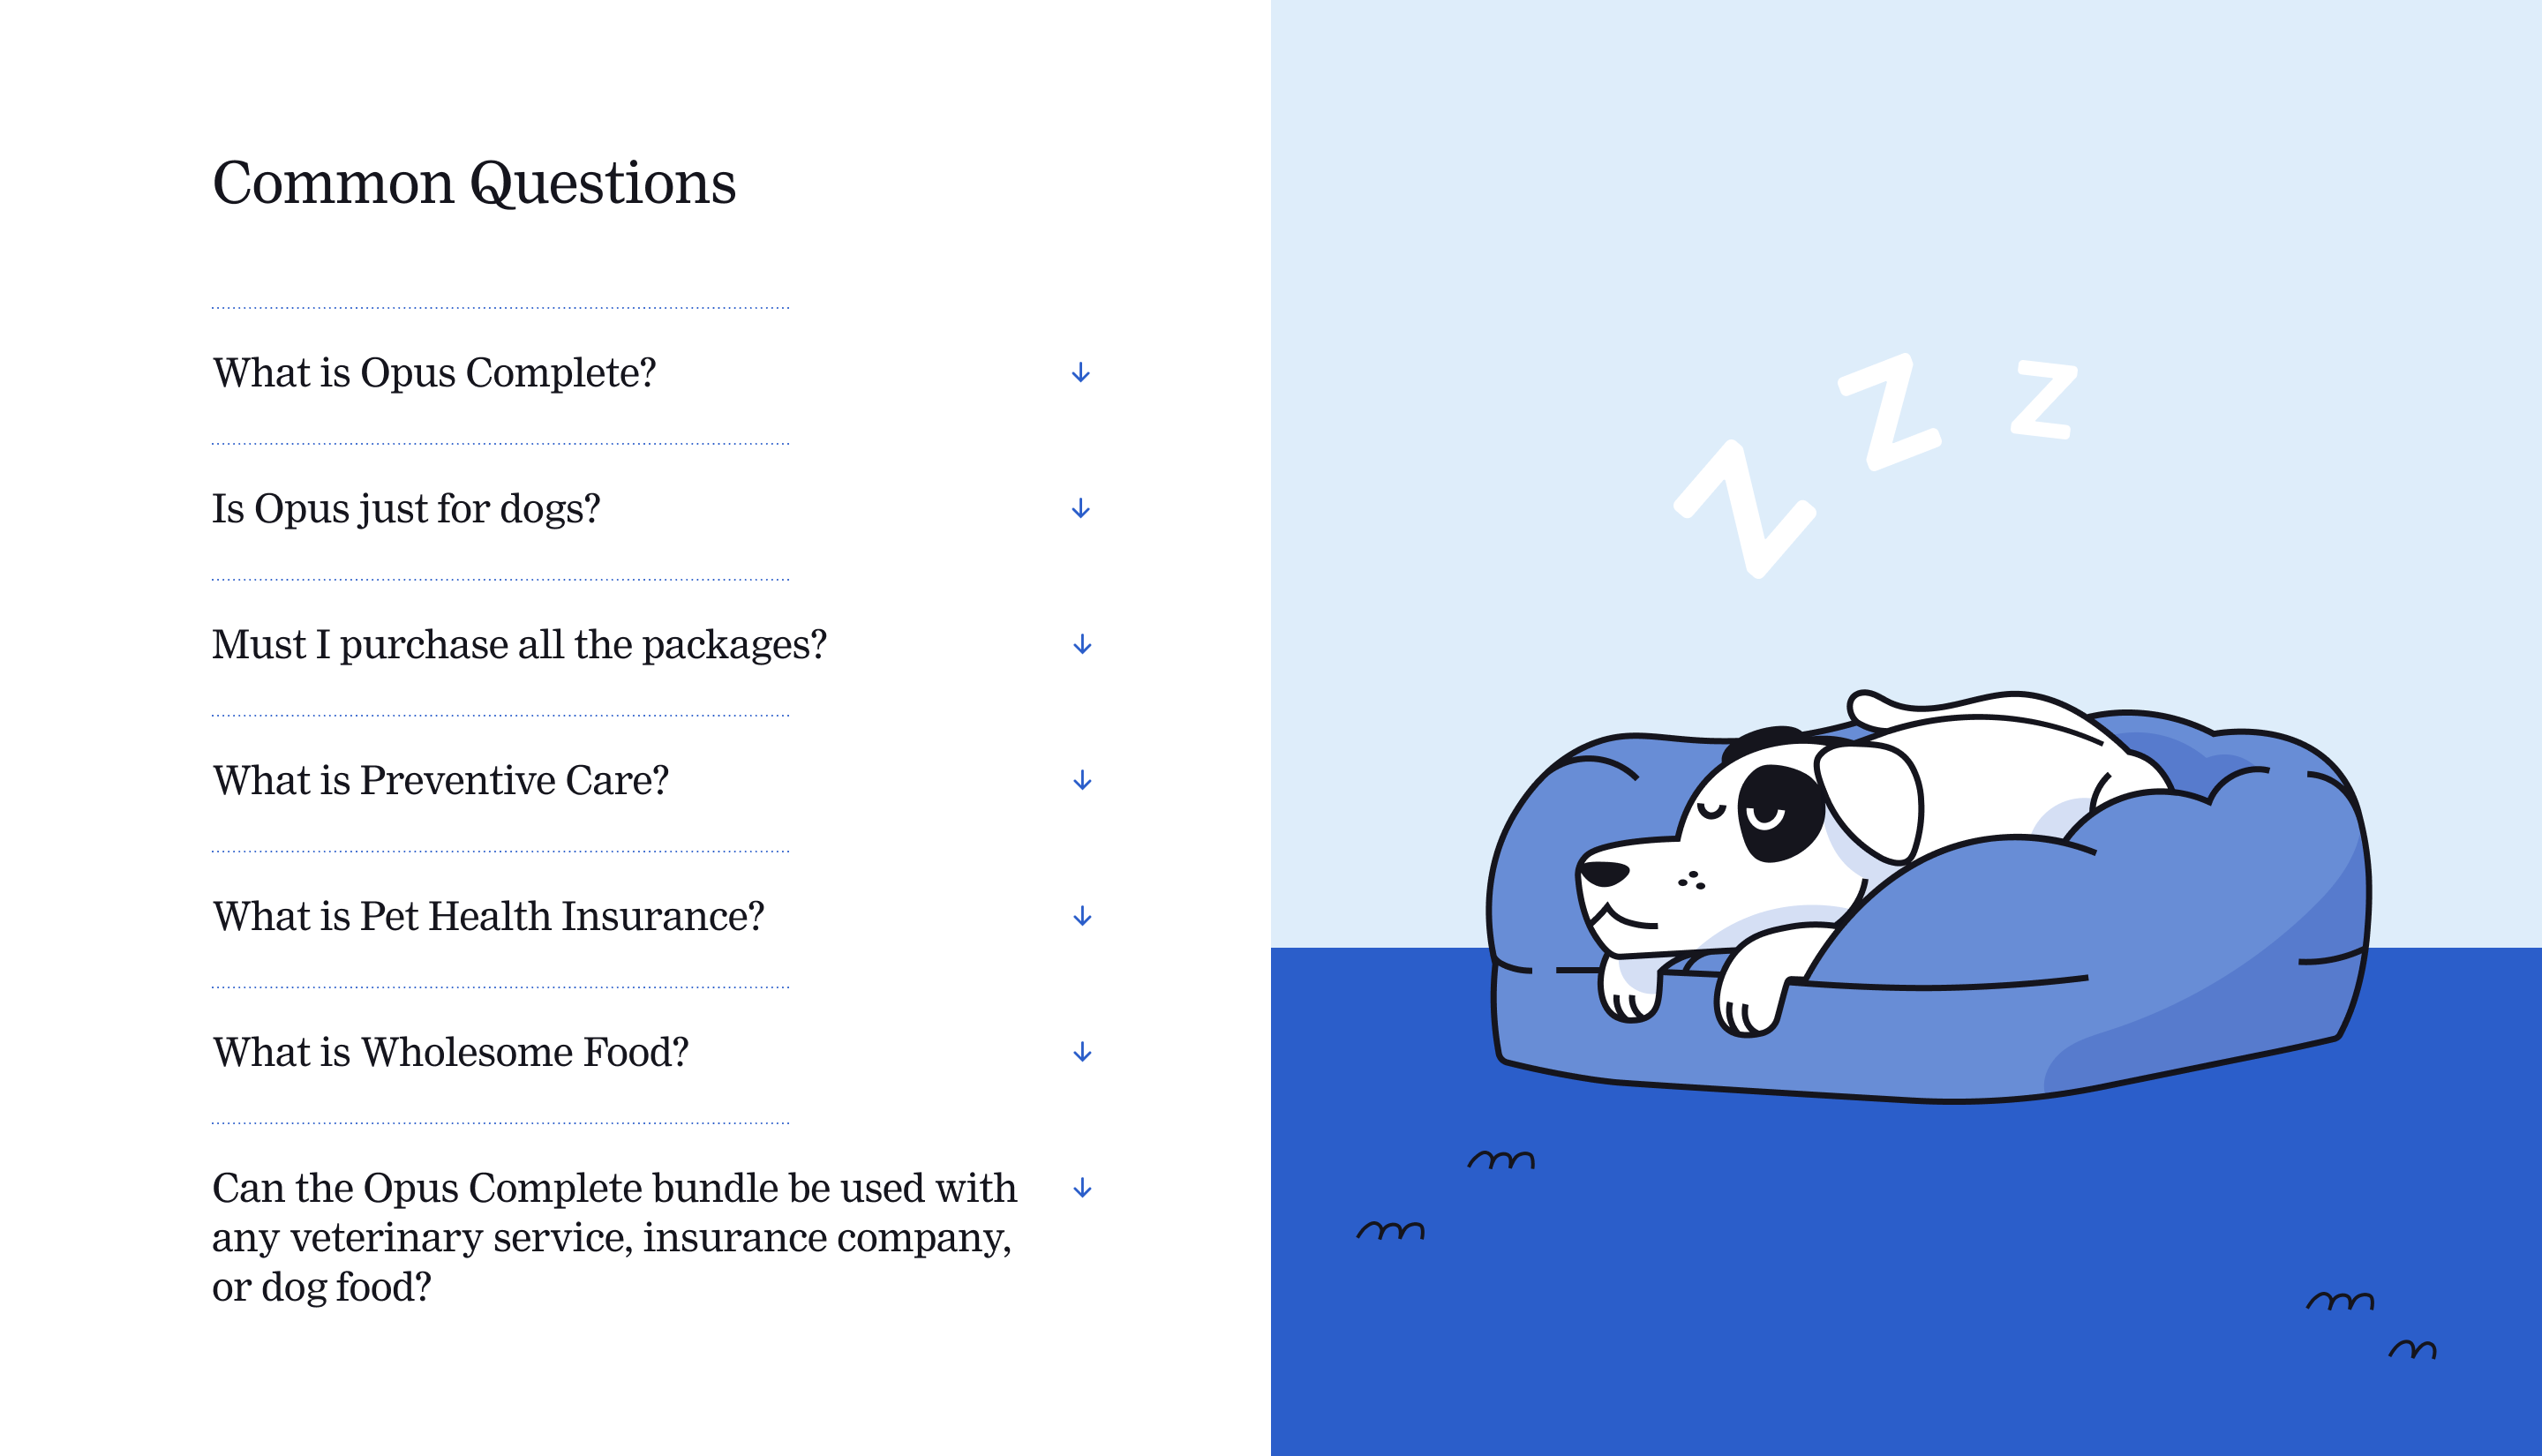 Common Questions
What is Opus Complete?
Is Opus just for dogs?
Must I purchase all the packages?
What is Preventive Care?
What is Pet Health Insurance?
What is Wholesome Food?
Can the Opus Complete bundle be used with
any veterinary service, insurance company,
or dog food?
Z Z Z